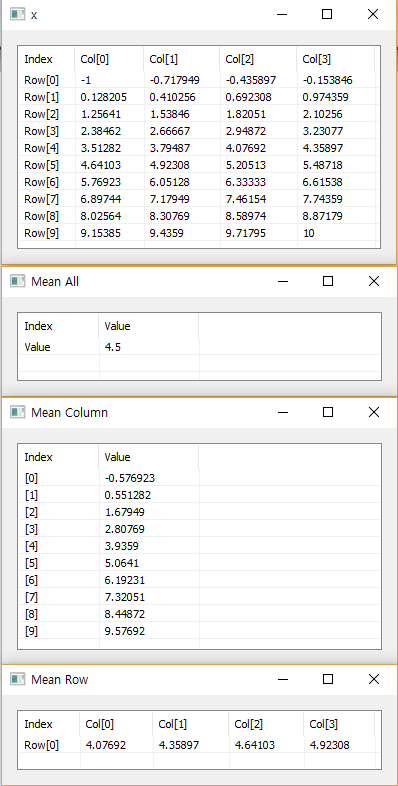 x
Index Col[0] Col[1] Col[2] Col[3]
Row[0] -1 -0.717949 -0.435897 -0.153846
Row[1] 0.128205 0.410256 0.692308 0.974359
Row[2] 1.25641 1.53846 1.82051 2.10256
Row[3] 2.38462 2.66667 2.94872 3.23077
Row[4] 3.51282 3.79487 4.07692 4.35897
Row[5] 4.64103 4.92308 5.20513 5.48718
Row[6] 5.76923 6.05128 6.33333 6.61538
Row[7] 6.89744 7.17949 7.46154 7.74359
Row[8] 8.02564 8.30769 8.58974 8.87179
Row[9] 9.15385 9.4359 9.71795 10
Mean All
Index Value
Value 4.5
Mean Column
Index Value
[0] -0.576923
[1] 0.551282
[2] 1.67949
[3] 2.80769
[4] 3.9359
[5] 5.0641
[6] 6.19231
[7] 7.32051
[8] 8.44872
[9] 9.57692
Mean Row
Index Col[0] Col[1] Col[2] Col[3]
Row[0] 4.07692 4.35897 4.64103 4.92308